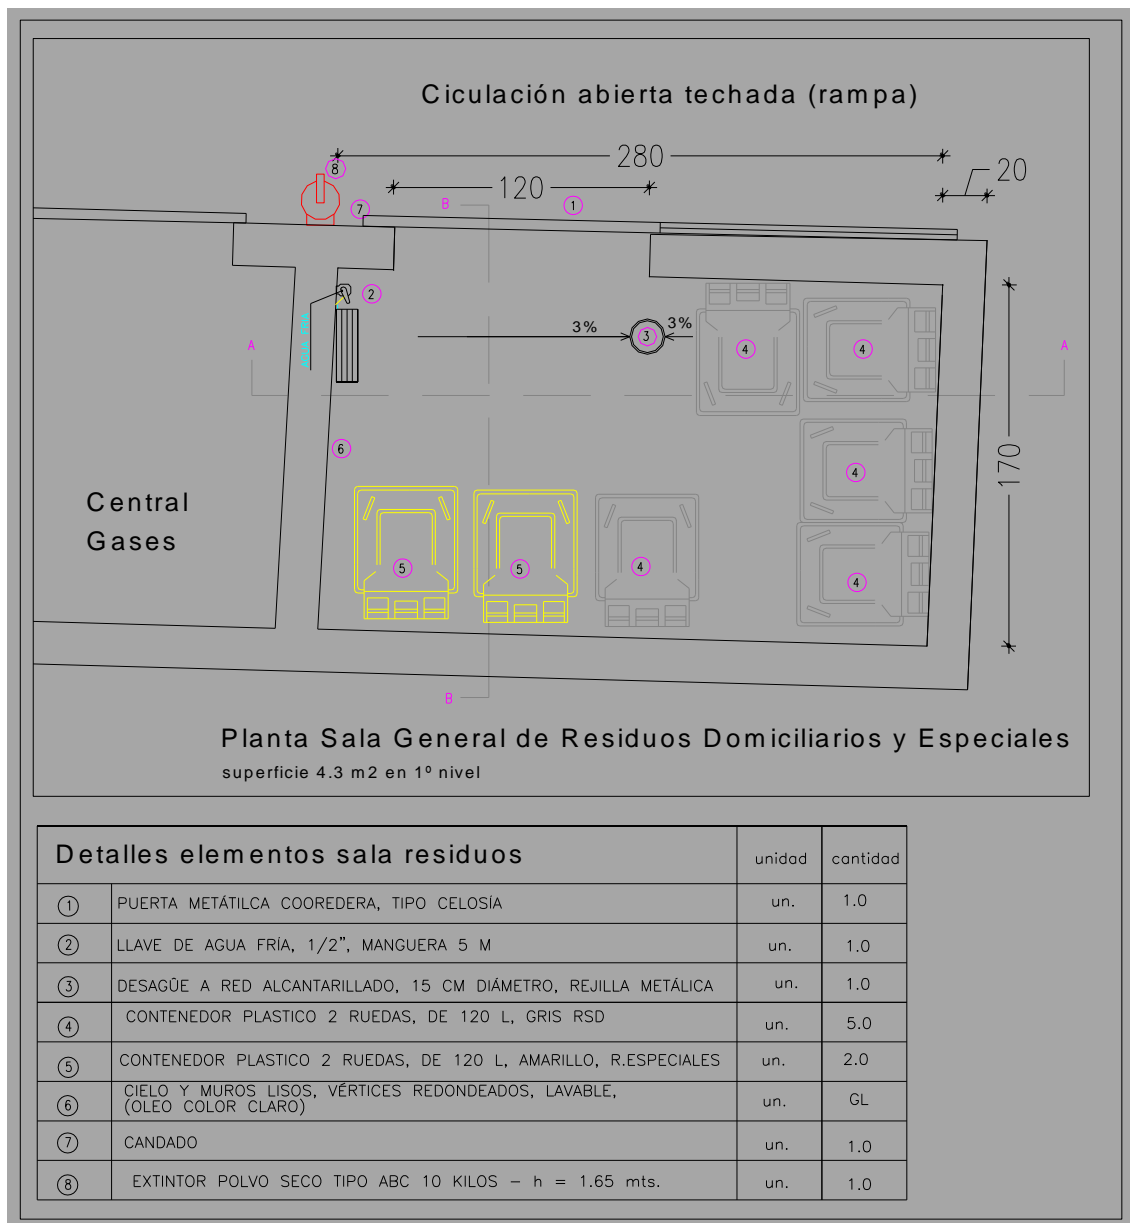 Ciculación abierta techada (rampa)
280
20
120
8
7
B
1
2
AGUA FRIA
3%
3
3%
4
4
A
A
6
4
170
Central
Gases
5
5
4
4
B
Planta Sala General de Residuos Domiciliarios y Especiales
superficie 4.3 m2 en 1º nivel
Detalles elementos sala residuos unidad cantidad
1 PUERTA METÁTILCA COOREDERA, TIPO CELOSÍA un. 1.0
2 LLAVE DE AGUA FRÍA, 1/2”, MANGUERA 5 M un. 1.0
3 DESAGÛE A RED ALCANTARILLADO, 15 CM DIÁMETRO, REJILLA METÁLICA un. 1.0
4 CONTENEDOR PLASTICO 2 RUEDAS, DE 120 L, GRIS RSD un. 5.0
5 CONTENEDOR PLASTICO 2 RUEDAS, DE 120 L, AMARILLO, R.ESPECIALES un. 2.0
6 CIELO Y MUROS LISOS, VÉRTICES REDONDEADOS, LAVABLE, un. GL
(OLEO COLOR CLARO)
7 CANDADO un. 1.0
8 EXTINTOR POLVO SECO TIPO ABC 10 KILOS – h = 1.65 mts. un. 1.0